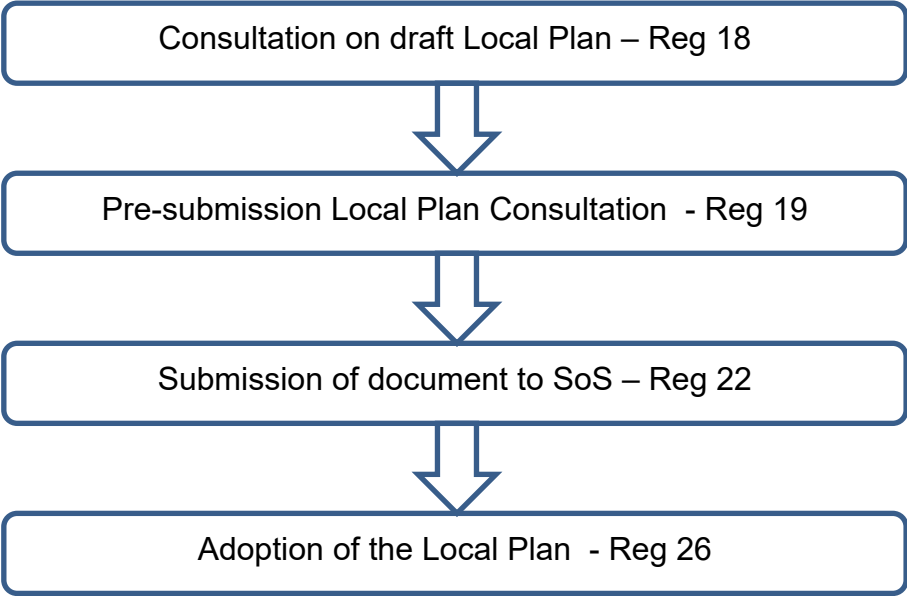 Consultation on draft Local Plan – Reg 18
Pre-submission Local Plan Consultation - Reg 19
Submission of document to SoS – Reg 22
Adoption of the Local Plan - Reg 26